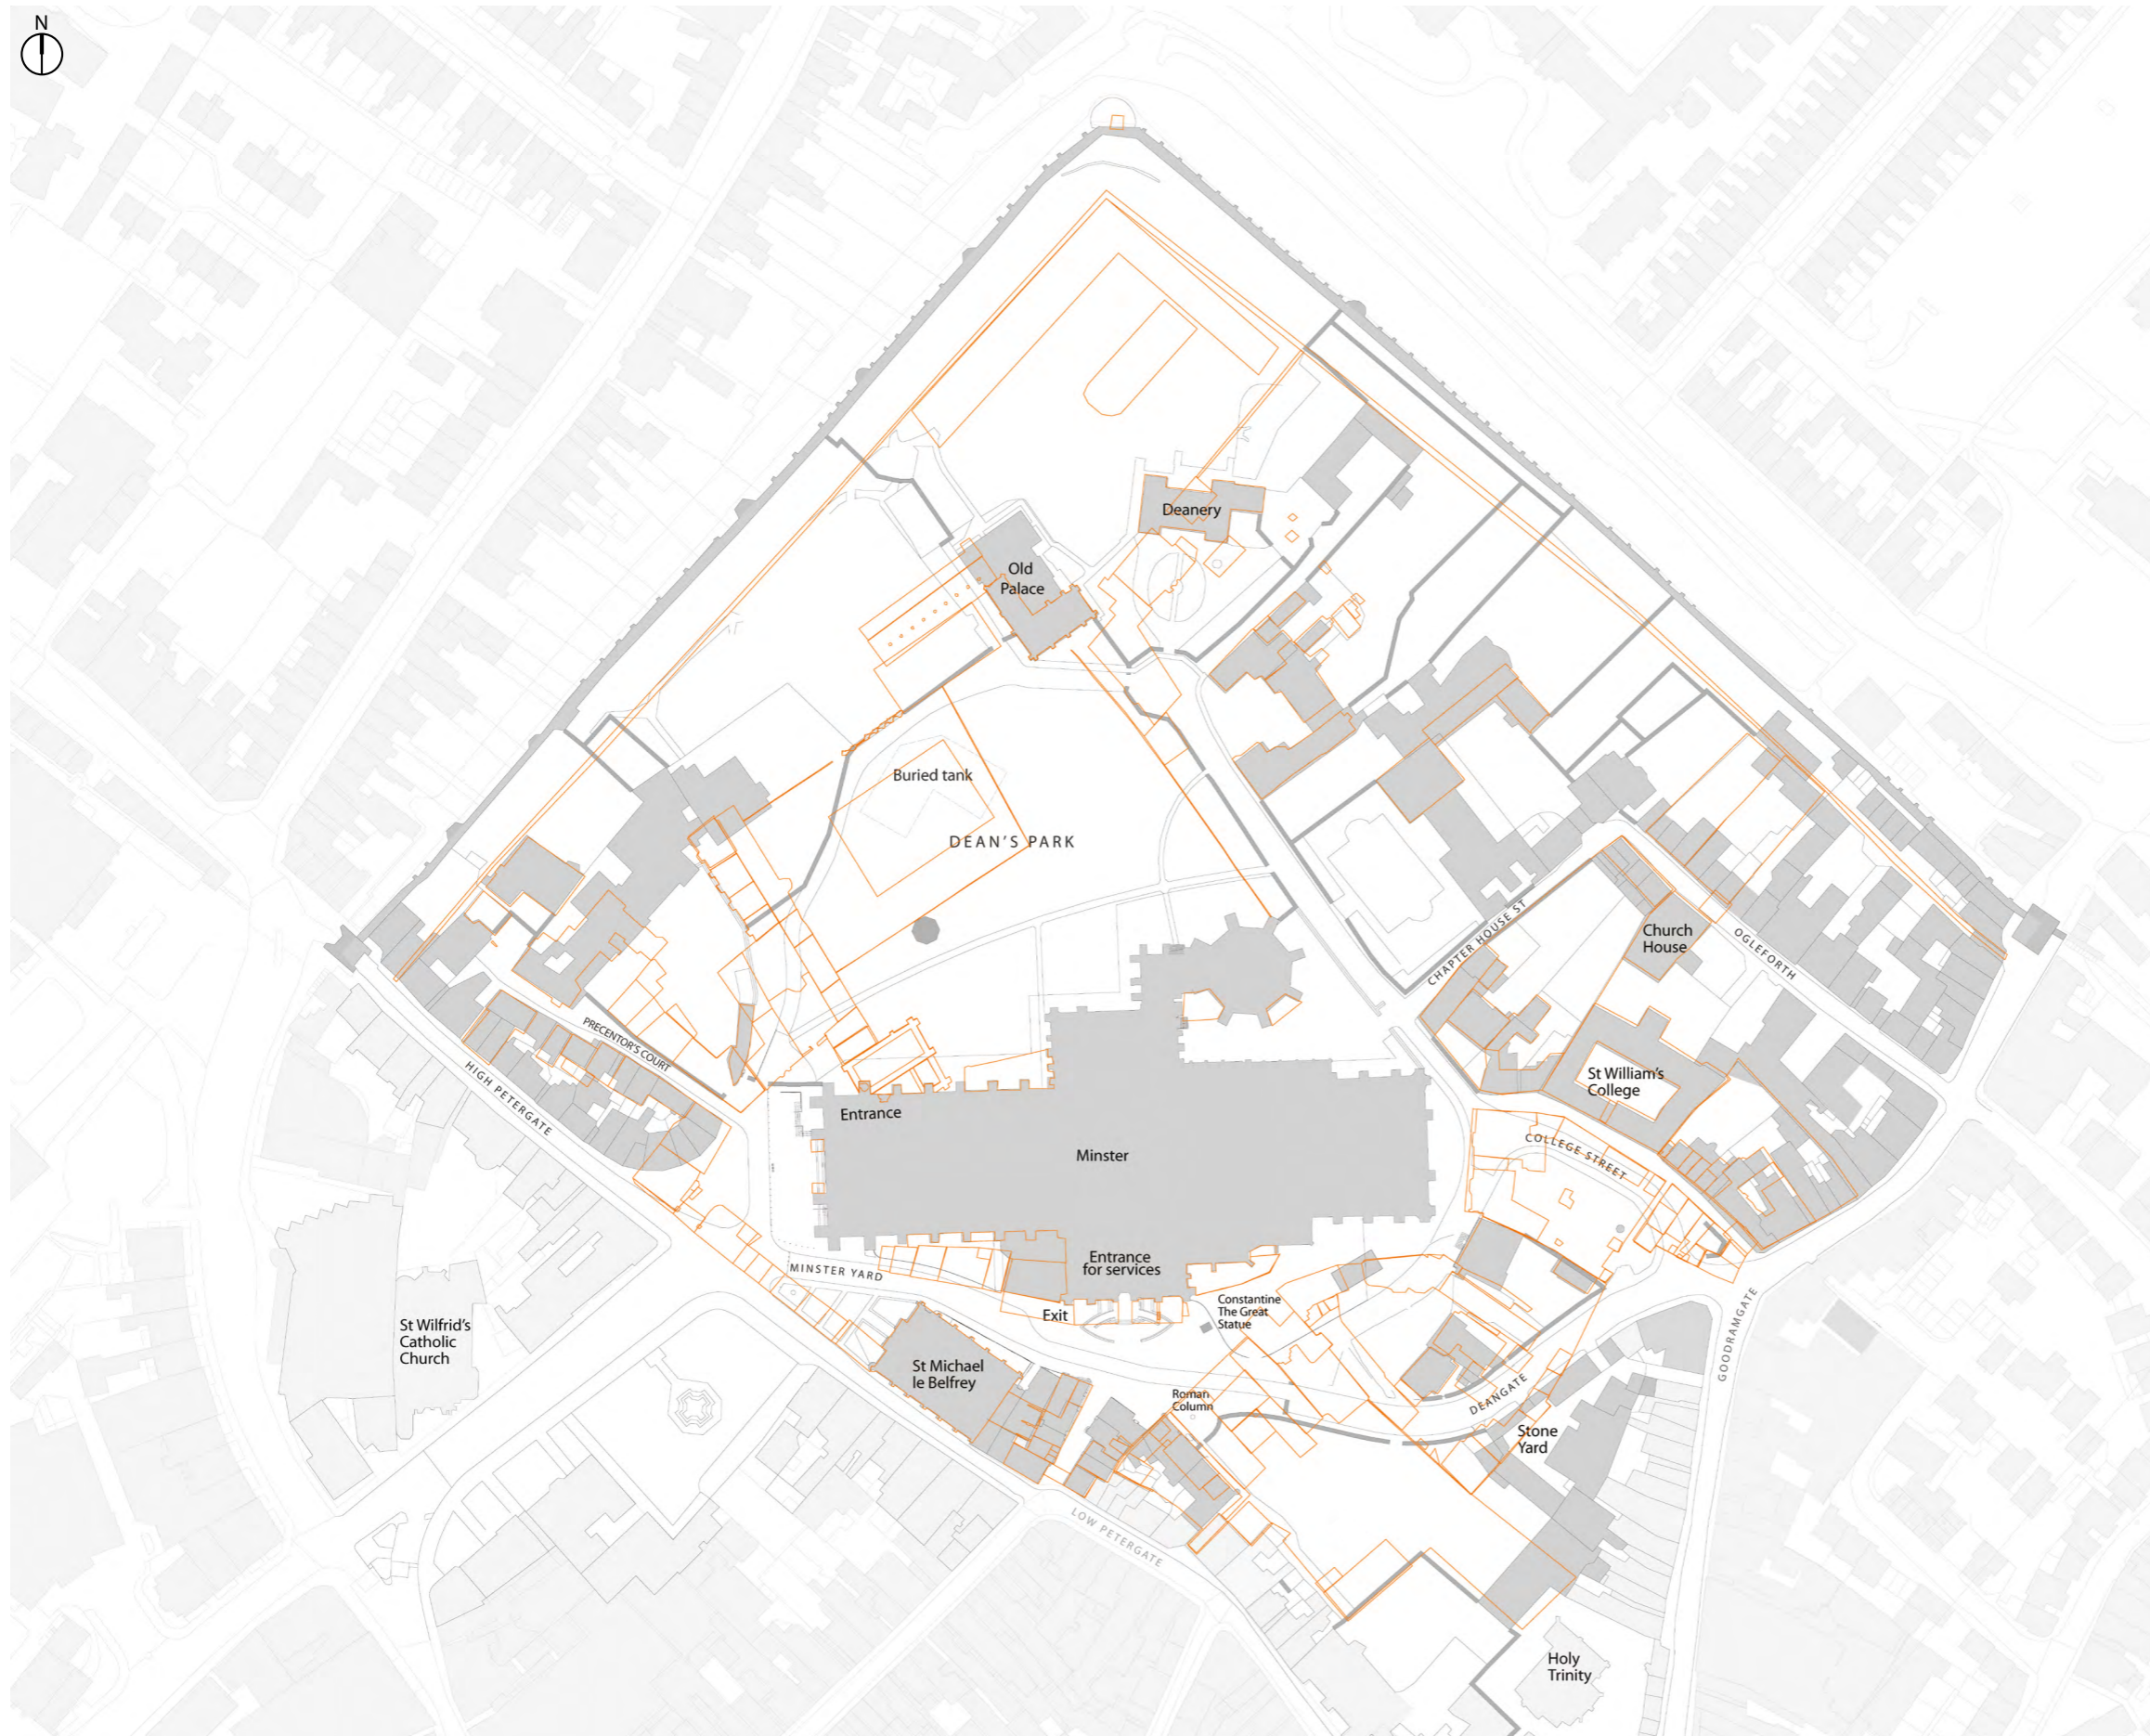 N
Deanery
Old
Palace
Buried tank
DEAN'S PARK
CHAPTER HOUSE ST
Church
House
OGLEFORTH
PRECENTOR'S COURT
HIGH PETERGATE
St William's
College
Entrance
COLLEGE STREET
Minster
Entrance
for services
MINSTER YARD
Exit
Constantine
The Great
Statue
St Wilfrid's
Catholic
Church
St Michael
le Belfrey
Roman
Column
DEANGATE
GOODRAMGATE
Stone
Yard
LOW PETERGATE
Holy
Trinity